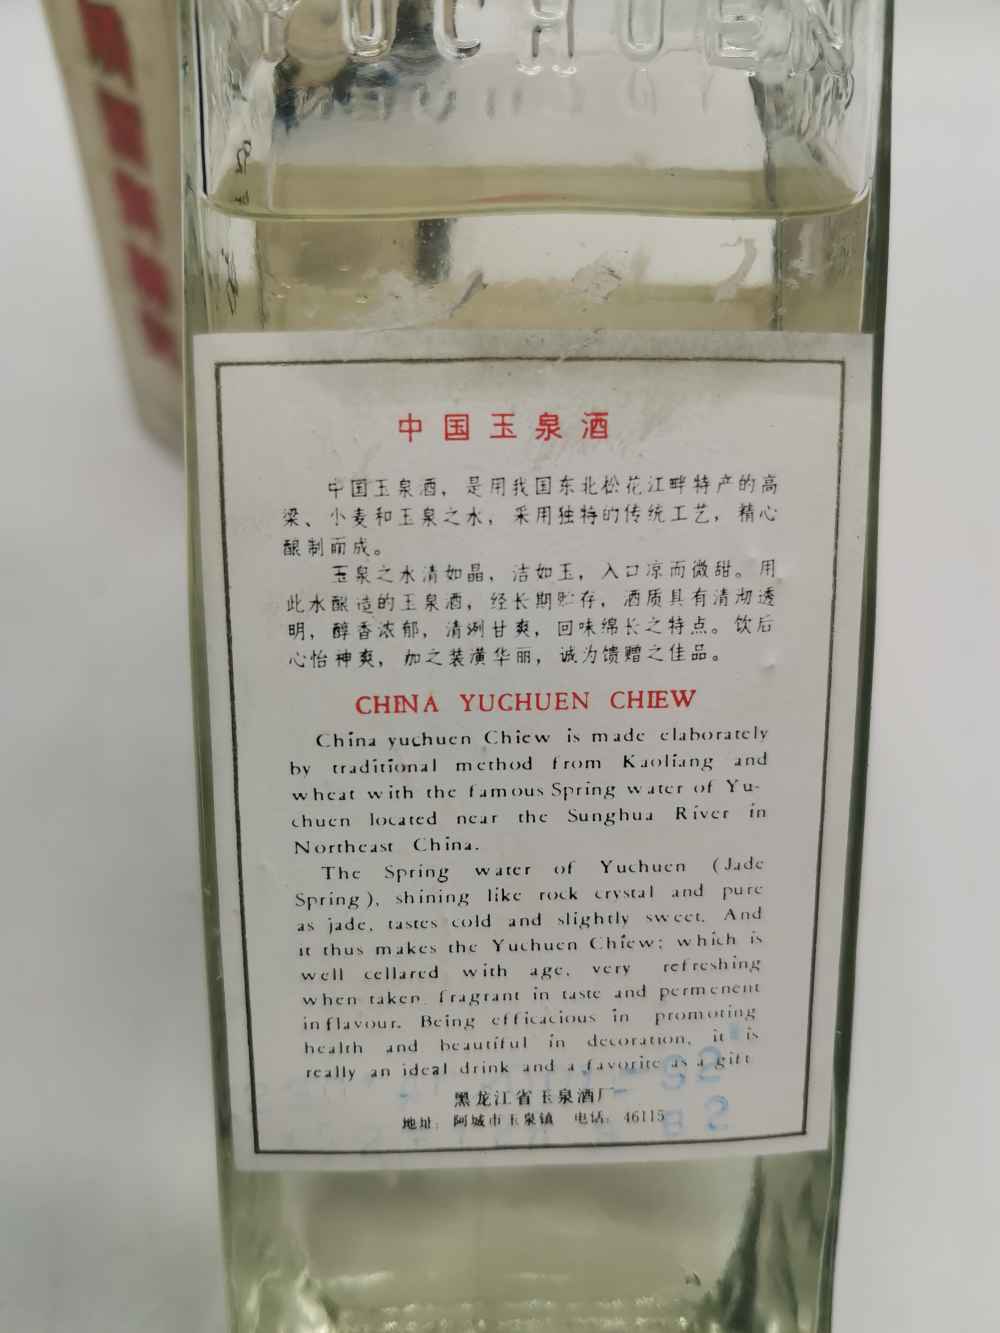 YUCHUEN
中国玉泉酒
中国玉泉酒，是用我国东北松花江畔特产的高
梁、小麦和玉泉之水，采用独特的传统工艺，精心
酿制而成。
玉泉之水清如晶，洁如玉，入口凉而微甜。用
此水酿造的玉泉酒，经长期贮存，酒质具有清澈透
明，醇香浓郁，清冽甘爽，回味绵长之特点。饮后
心怡神爽，加之装潢华丽，诚为馈赠之佳品。
CHINA YUCHUEN CHIEW
China yuchuen Chiew is made elaborately
by traditional method from Kaoliang and
wheat with the famous Spring water of Yu-
chuen located near the Sunghua River in
Northeast China.
The Spring water of Yuchuen (Jade
Spring), shining like rock crystal and pure
as jade, tastes cold and slightly sweet. And
it thus makes the Yuchuen Chiew; which is
well cellared with age, very refreshing
when taken, fragrant in taste and permenent
in flavour. Being efficacious in promoting
health and beautiful in decoration, it is
really an ideal drink and a favorite as a gift
黑龙江省玉泉酒厂
地址：阿城市玉泉镇 电话：46115